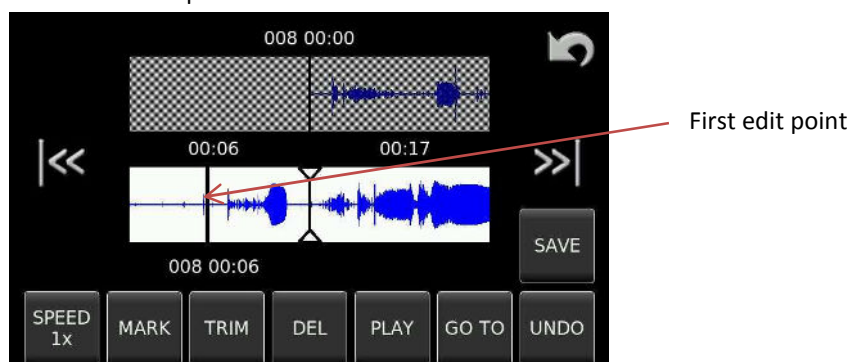 008 00:00
First edit point
00:06 00:17
SAVE
008 00:06
SPEED
1x
MARK TRIM DEL PLAY GO TO UNDO